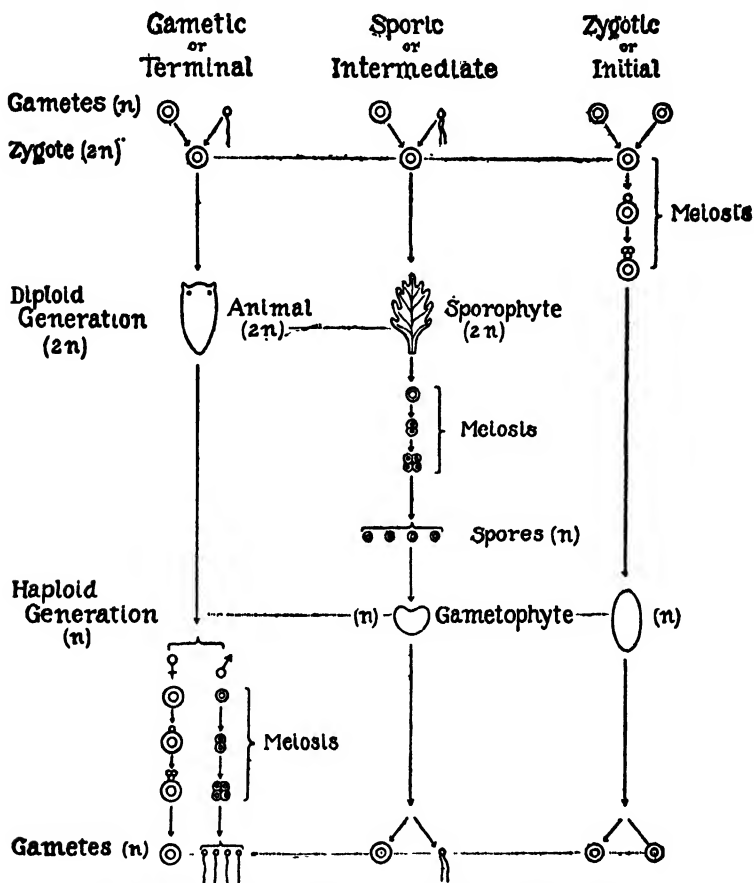 Gametic
or
Terminal
Sporic
or
Intermediate
Zygotic
or
Initial
Gametes (n)
Zygote (2n)
Meiosis
Diploid
Generation
(2n)
Animal
(2n)
Sporophyte
(2n)
Meiosis
Spores (n)
Haploid
Generation
(n)
(n)
Gametophyte
(n)
♀ ♂
Meiosis
Gametes (n)